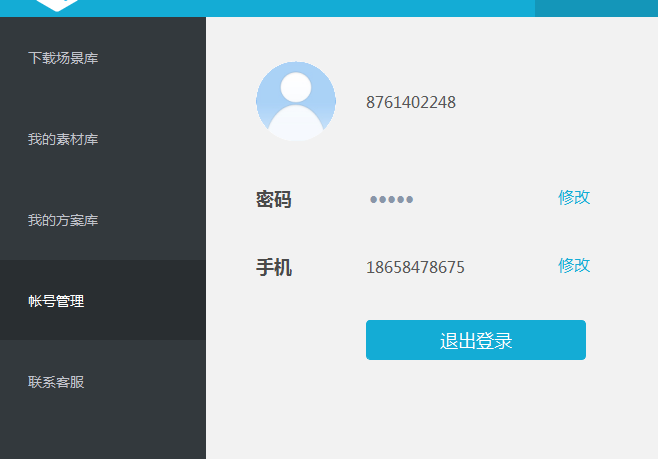 下载场景库
我的素材库
我的方案库
帐号管理
联系客服
8761402248
密码 ●●●●● 修改
手机 18658478675 修改
退出登录